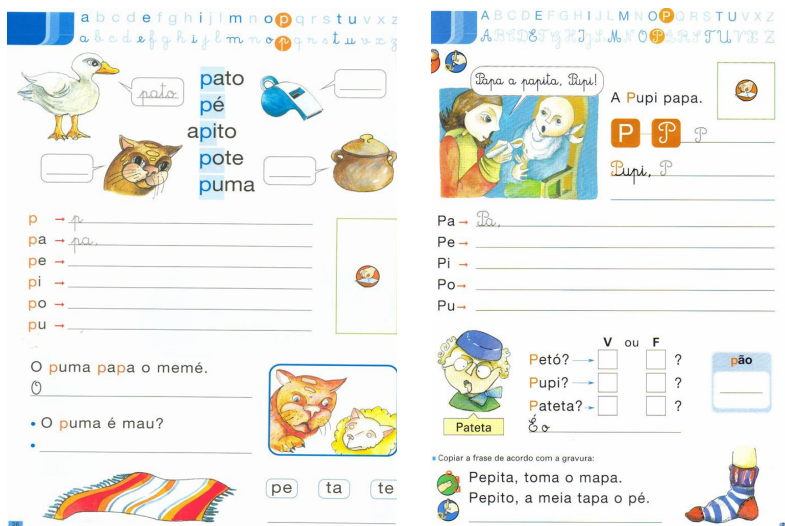 a b c d e f g h i j l m n o p q r s t u v x z
a b c d e f g h i j l m n o p q r s t u v x z
pato
pato
pé
apito
pote
puma
p → p
pa → pa.
pe →
pi →
po →
pu →
O puma papa o memé.
O
• O puma é mau?
•
pe ta te
A B C D E F G H I J L M N O P Q R S T U V X Z
A B C D E F G H I J L M N O P Q R S T U V X Z
Papa a papita, Pupi!
A Pupi papa.
P P P
Pupi, P
Pa → Pa,
Pe →
Pi →
Po →
Pu →
V ou F
Petó? → ?
Pupi? → ?
Pateta? → ?
É o
Pateta
pão
Copiar a frase de acordo com a gravura:
Pepita, toma o mapa.
Pepito, a meia tapa o pé.